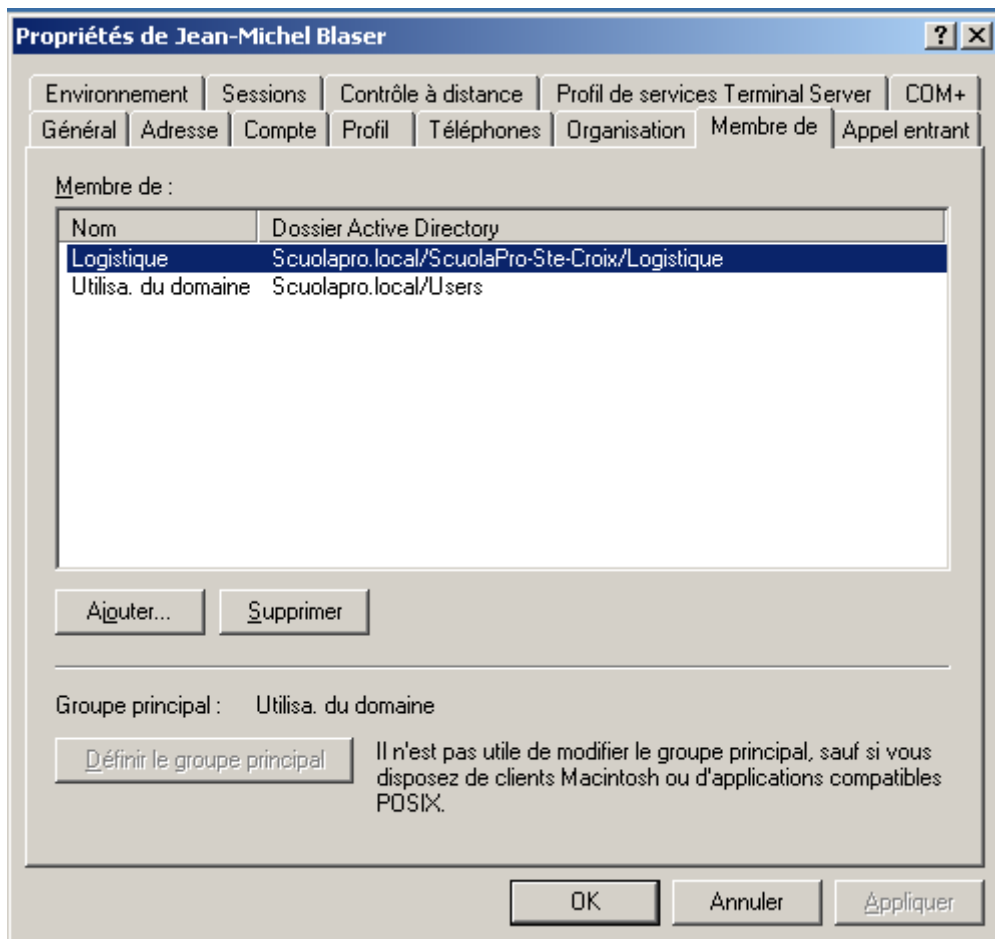 Propriétés de Jean-Michel Blaser
Environnement Sessions Contrôle à distance Profil de services Terminal Server COM+
Général Adresse Compte Profil Téléphones Organisation Membre de Appel entrant
Membre de :
Nom Dossier Active Directory
Logistique Scuolapro.local/ScuolaPro-Ste-Croix/Logistique
Utilisa. du domaine Scuolapro.local/Users
Ajouter... Supprimer
Groupe principal : Utilisa. du domaine
Définir le groupe principal
Il n'est pas utile de modifier le groupe principal, sauf si vous
disposez de clients Macintosh ou d'applications compatibles
POSIX.
OK Annuler Appliquer